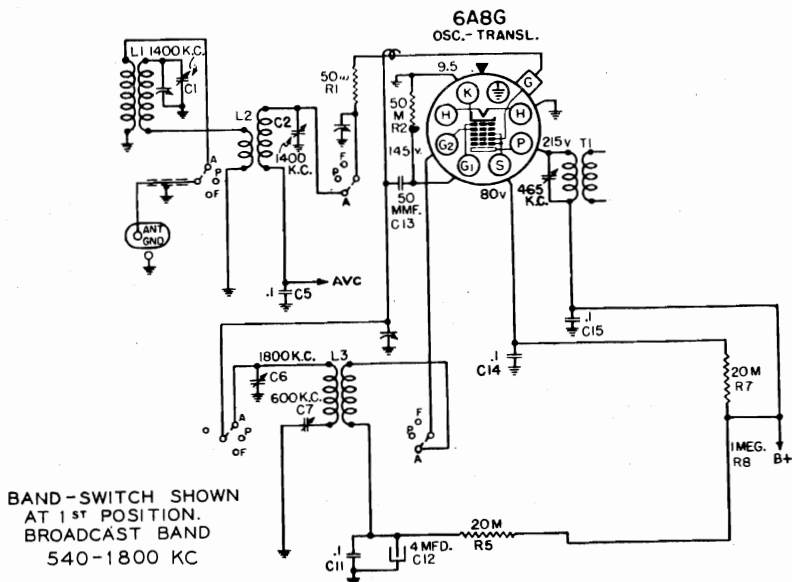 6A8G
OSC.- TRANSL.
L1 1400 K.C.
C1
L2
C2
1400
K.C.
A
P
F
ANT
GND
.1
C5
AVC
50
R1
F
P
A
9.5
50
M
R2
145 v.
50
MMF.
C13
K
G
H
H
G2
P
G1
S
80v
215 v
T1
465
K.C.
.1
C15
.1
C14
20 M
R7
1 MEG.
R8
B+
1800 K.C.
L3
C6
600 K.C.
C7
A
P
F
F
P
A
20 M
R5
.1
C11
4 MFD.
C12
BAND-SWITCH SHOWN
AT 1ST POSITION.
BROADCAST BAND
540-1800 KC